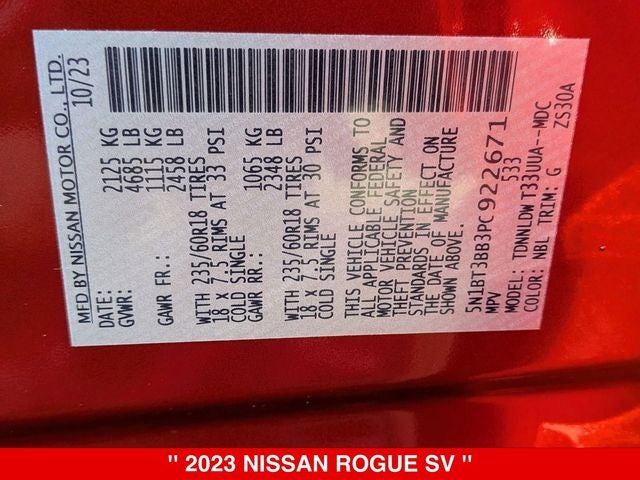 MFD BY NISSAN MOTOR CO., LTD.
DATE: 10/23
GVWR: 2125 KG
4685 LB
GAWR FR.: 1115 KG
2458 LB
WITH 235/60R18 TIRES
18 x 7.5 RIMS AT 33 PSI
COLD SINGLE
GAWR RR.: 1065 KG
2348 LB
WITH 235/60R18 TIRES
18 x 7.5 RIMS AT 30 PSI
COLD SINGLE
THIS VEHICLE CONFORMS TO
ALL APPLICABLE FEDERAL
MOTOR VEHICLE SAFETY AND
THEFT PREVENTION
STANDARDS IN EFFECT ON
THE DATE OF MANUFACTURE
SHOWN ABOVE.
5N1BT3BB3PC922671
MPV 533
MODEL: TDNNLDW T33UUA--MDC
COLOR: NBL TRIM: G ZS30A
" 2023 NISSAN ROGUE SV "